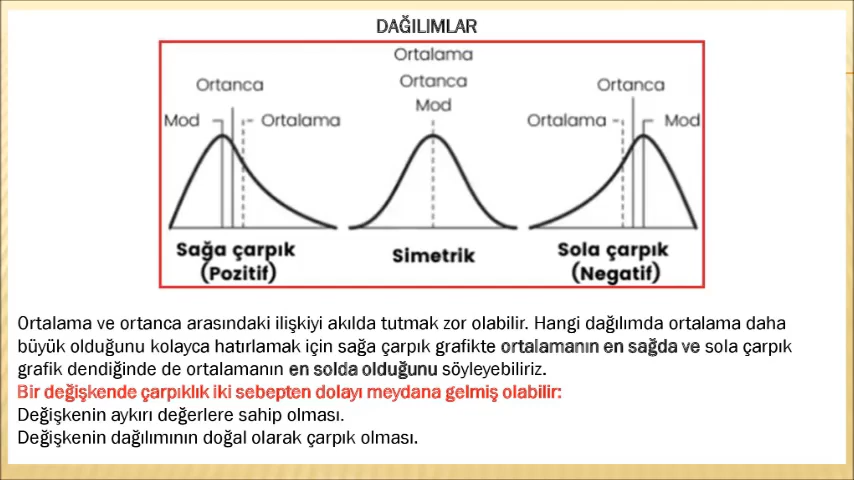 DAĞILIMLAR
Ortalama
Ortanca
Mod
Ortanca
Mod
Ortalama
Sağa çarpık
(Pozitif)
Simetrik
Ortanca
Ortalama
Mod
Sola çarpık
(Negatif)
Ortalama ve ortanca arasındaki ilişkiyi akılda tutmak zor olabilir. Hangi dağılımda ortalama daha
büyük olduğunu kolayca hatırlamak için sağa çarpık grafikte ortalamanın en sağda ve sola çarpık
grafik dendiğinde de ortalamanın en solda olduğunu söyleyebiliriz.
Bir değişkende çarpıklık iki sebepten dolayı meydana gelmiş olabilir:
Değişkenin aykırı değerlere sahip olması.
Değişkenin dağılımının doğal olarak çarpık olması.